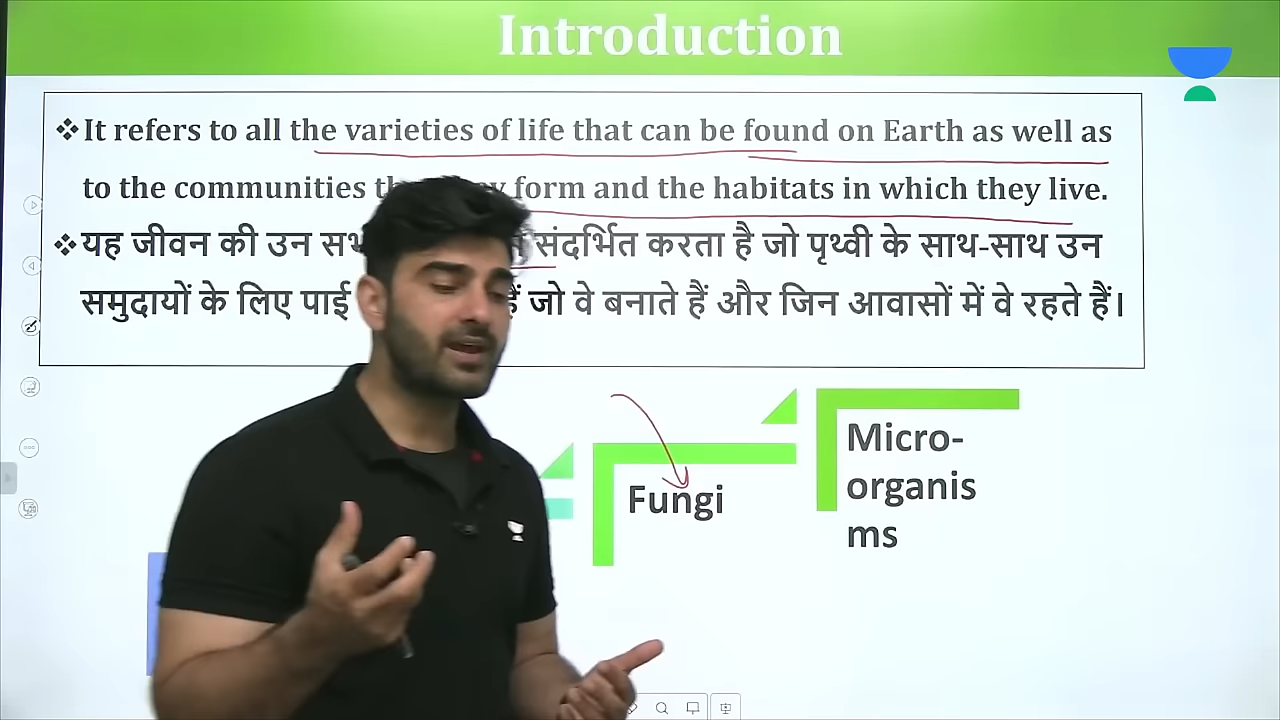 Introduction
❖It refers to all the varieties of life that can be found on Earth as well as
to the communities form and the habitats in which they live.
❖यह जीवन की उन संदर्भित करता है जो पृथ्वी के साथ-साथ उन
समुदायों के लिए पाई हैं जो वे बनाते हैं और जिन आवासों में वे रहते हैं।
Fungi
Micro-
organis
ms